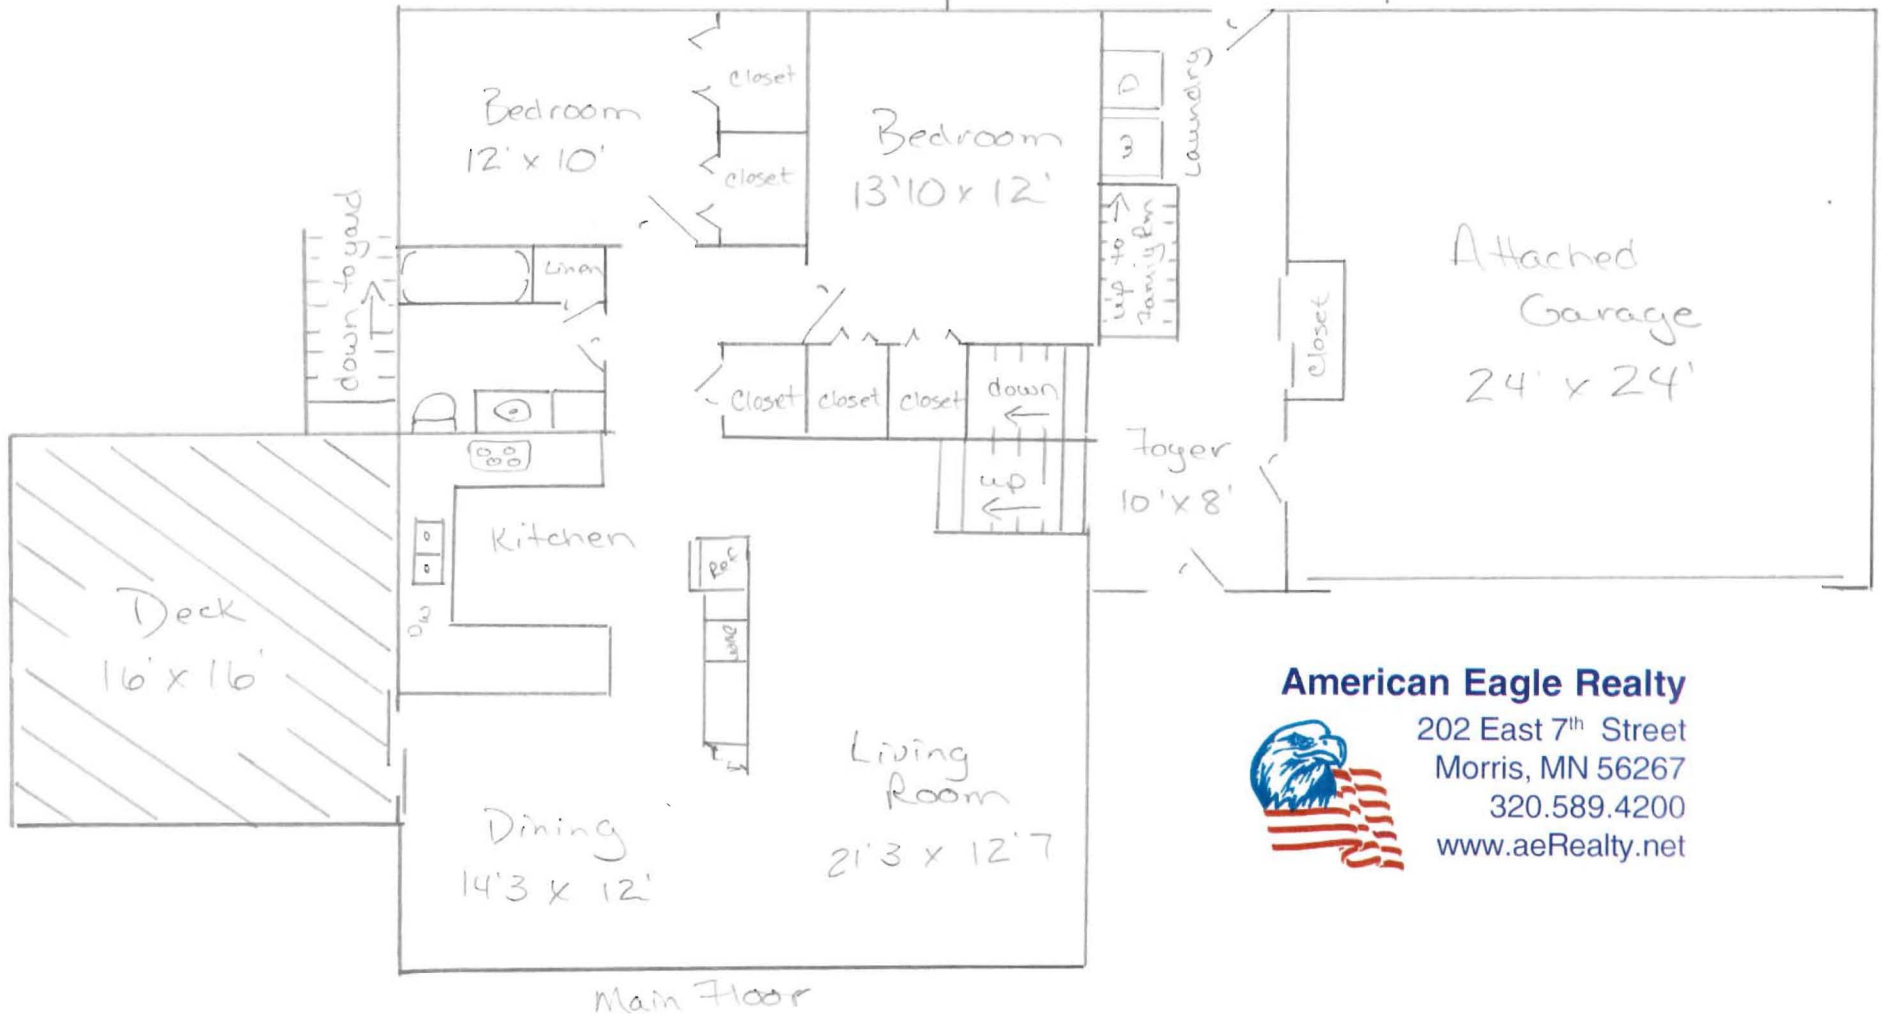 Bedroom
12' x 10'
closet
closet
Bedroom
13'10 x 12'
D
W
Laundry
up to
Family Rm
down to yard
Linen
Closet
closet
closet
down
up
Foyer
10' x 8'
closet
Attached
Garage
24' x 24'
Kitchen
Ref
DW
Deck
16' x 16'
Dining
14'3 x 12'
Living
Room
21'3 x 12'7
Main Floor
American Eagle Realty
202 East 7th Street
Morris, MN 56267
320.589.4200
www.aeRealty.net